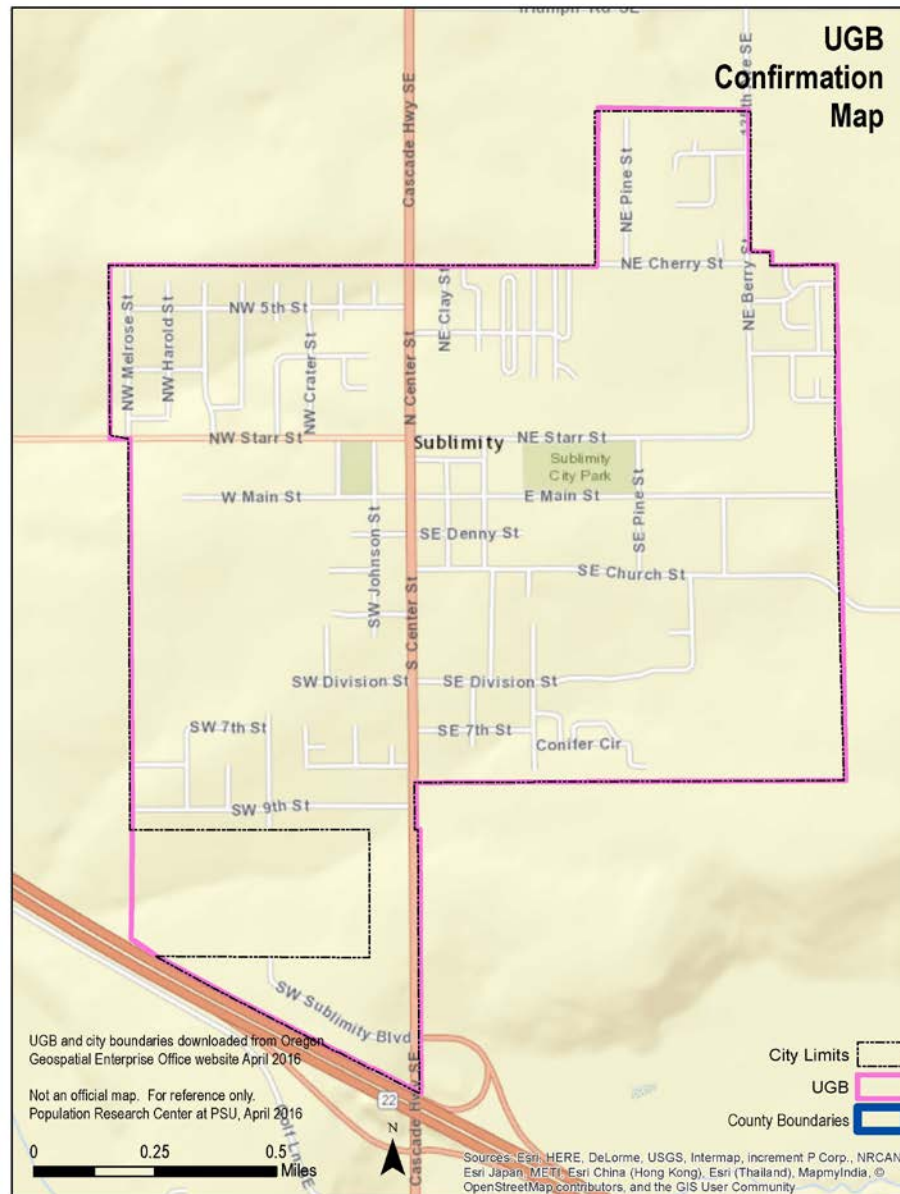 Triumph Rd SE
UGB
Confirmation
Map
Cascade Hwy SE
NE Pine St
NE Cherry St
NE Berry St
NW Melrose St
NW Harold St
NW 5th St
NW Crater St
N Center St
NE Clay St
NW Starr St
Sublimity
NE Starr St
Sublimity
City Park
W Main St
E Main St
SE Pine St
SW Johnson St
SE Denny St
SE Church St
S Center St
SW Division St
SE Division St
SW 7th St
SE 7th St
Conifer Cir
SW 9th St
SW Sublimity Blvd
Cascade Hwy SE
22
UGB and city boundaries downloaded from Oregon
Geospatial Enterprise Office website April 2016
Not an official map. For reference only.
Population Research Center at PSU, April 2016
0 0.25 0.5
Miles
N
City Limits
UGB
County Boundaries
Sources: Esri, HERE, DeLorme, USGS, Intermap, increment P Corp., NRCAN,
Esri Japan, METI, Esri China (Hong Kong), Esri (Thailand), MapmyIndia, ©
OpenStreetMap contributors, and the GIS User Community